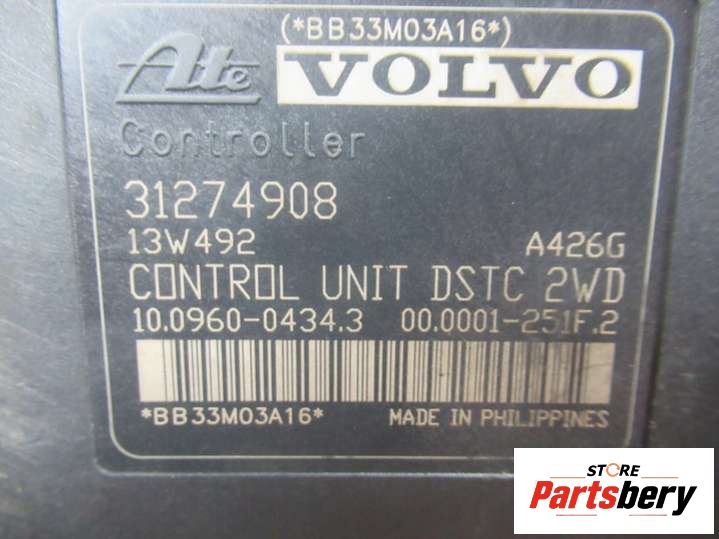 (*BB33M03A16*)
Ate VOLVO
Controller
31274908
13W492 A426G
CONTROL UNIT DSTC 2WD
10.0960-0434.3 00.0001-251F.2
*BB33M03A16* MADE IN PHILIPPINES
STORE
Partsbery